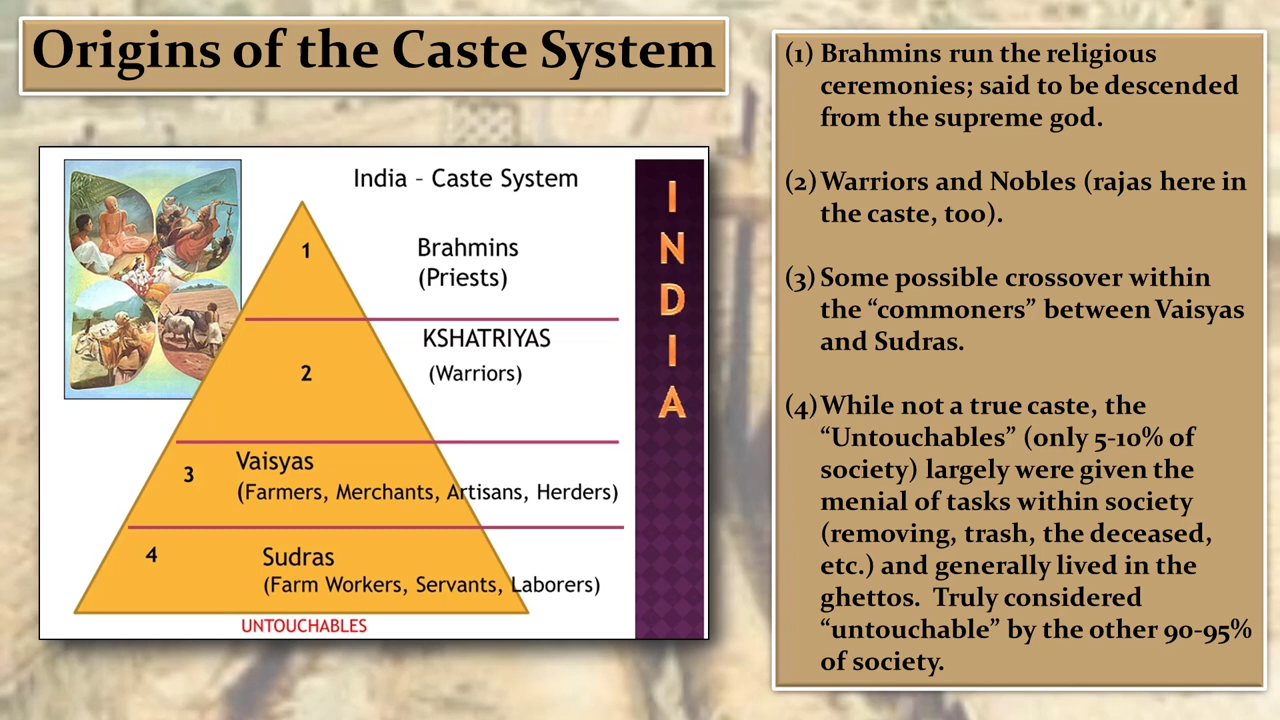 Origins of the Caste System
India – Caste System
1
Brahmins
(Priests)
KSHATRIYAS
2
(Warriors)
Vaisyas
3
(Farmers, Merchants, Artisans, Herders)
4
Sudras
(Farm Workers, Servants, Laborers)
UNTOUCHABLES
I
N
D
I
A
(1) Brahmins run the religious
ceremonies; said to be descended
from the supreme god.
(2) Warriors and Nobles (rajas here in
the caste, too).
(3) Some possible crossover within
the “commoners” between Vaisyas
and Sudras.
(4) While not a true caste, the
“Untouchables” (only 5-10% of
society) largely were given the
menial of tasks within society
(removing, trash, the deceased,
etc.) and generally lived in the
ghettos. Truly considered
“untouchable” by the other 90-95%
of society.